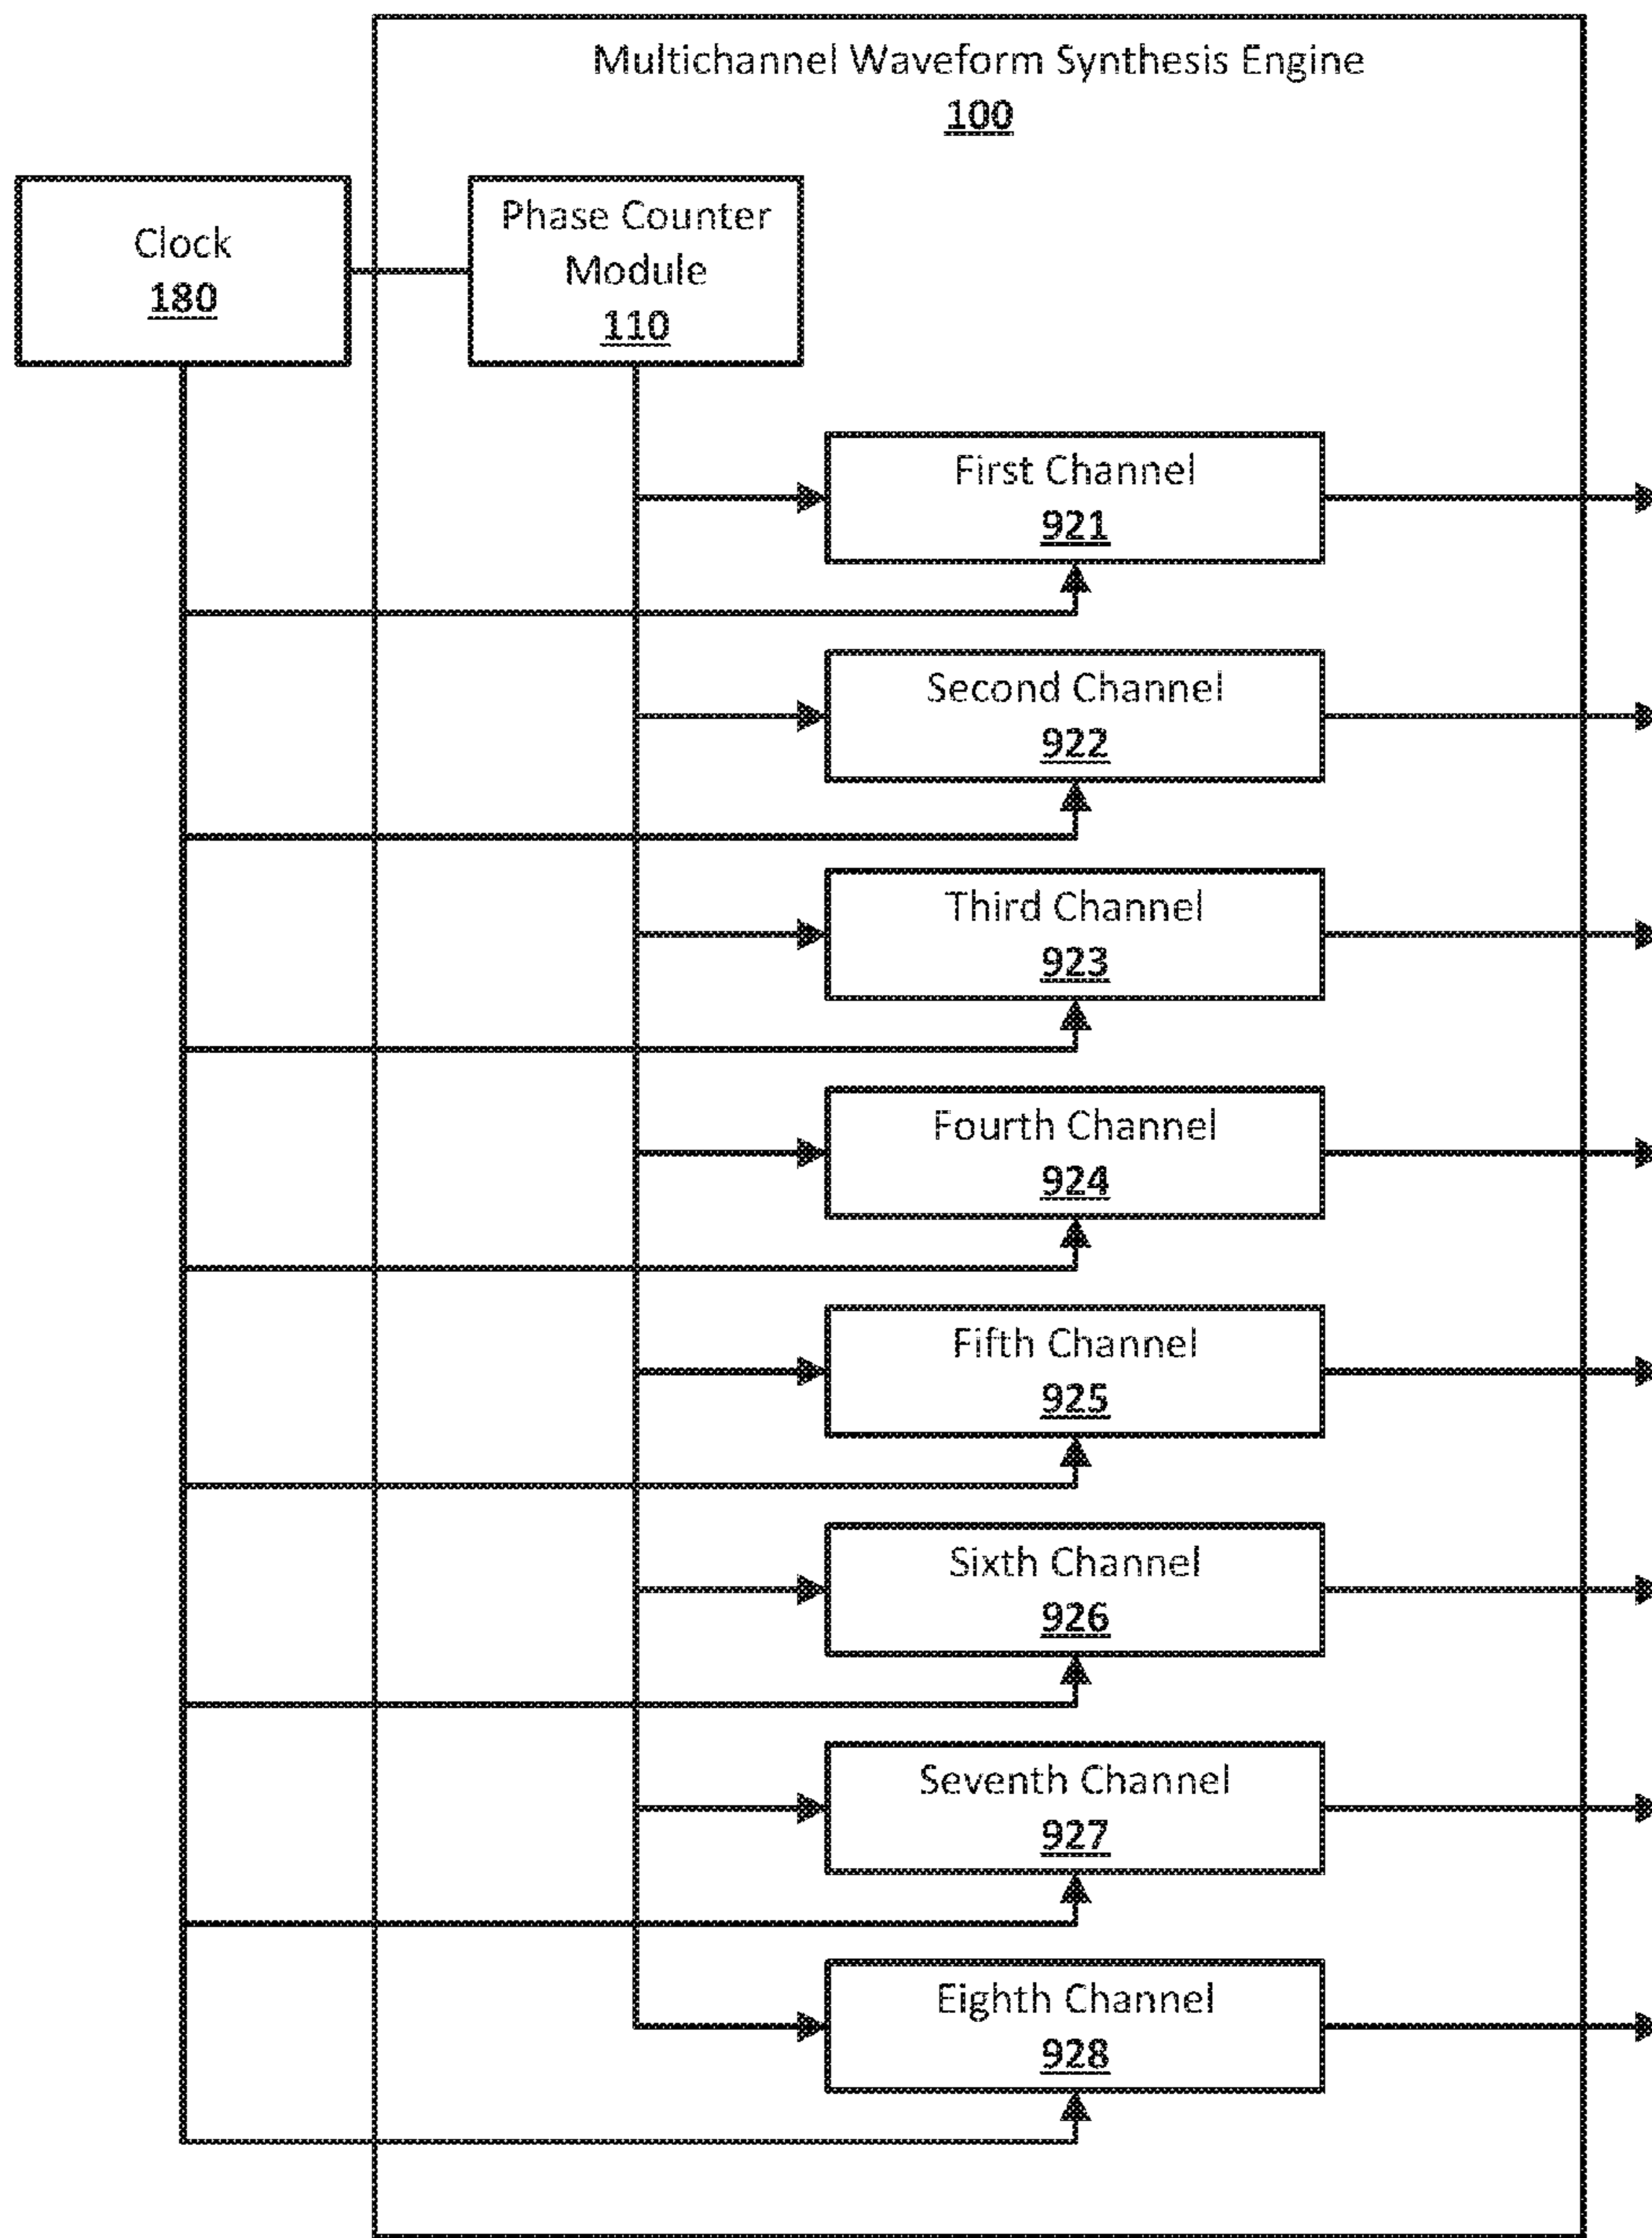 Multichannel Waveform Synthesis Engine
100
Clock
180
Phase Counter
Module
110
First Channel
921
Second Channel
922
Third Channel
923
Fourth Channel
924
Fifth Channel
925
Sixth Channel
926
Seventh Channel
927
Eighth Channel
928